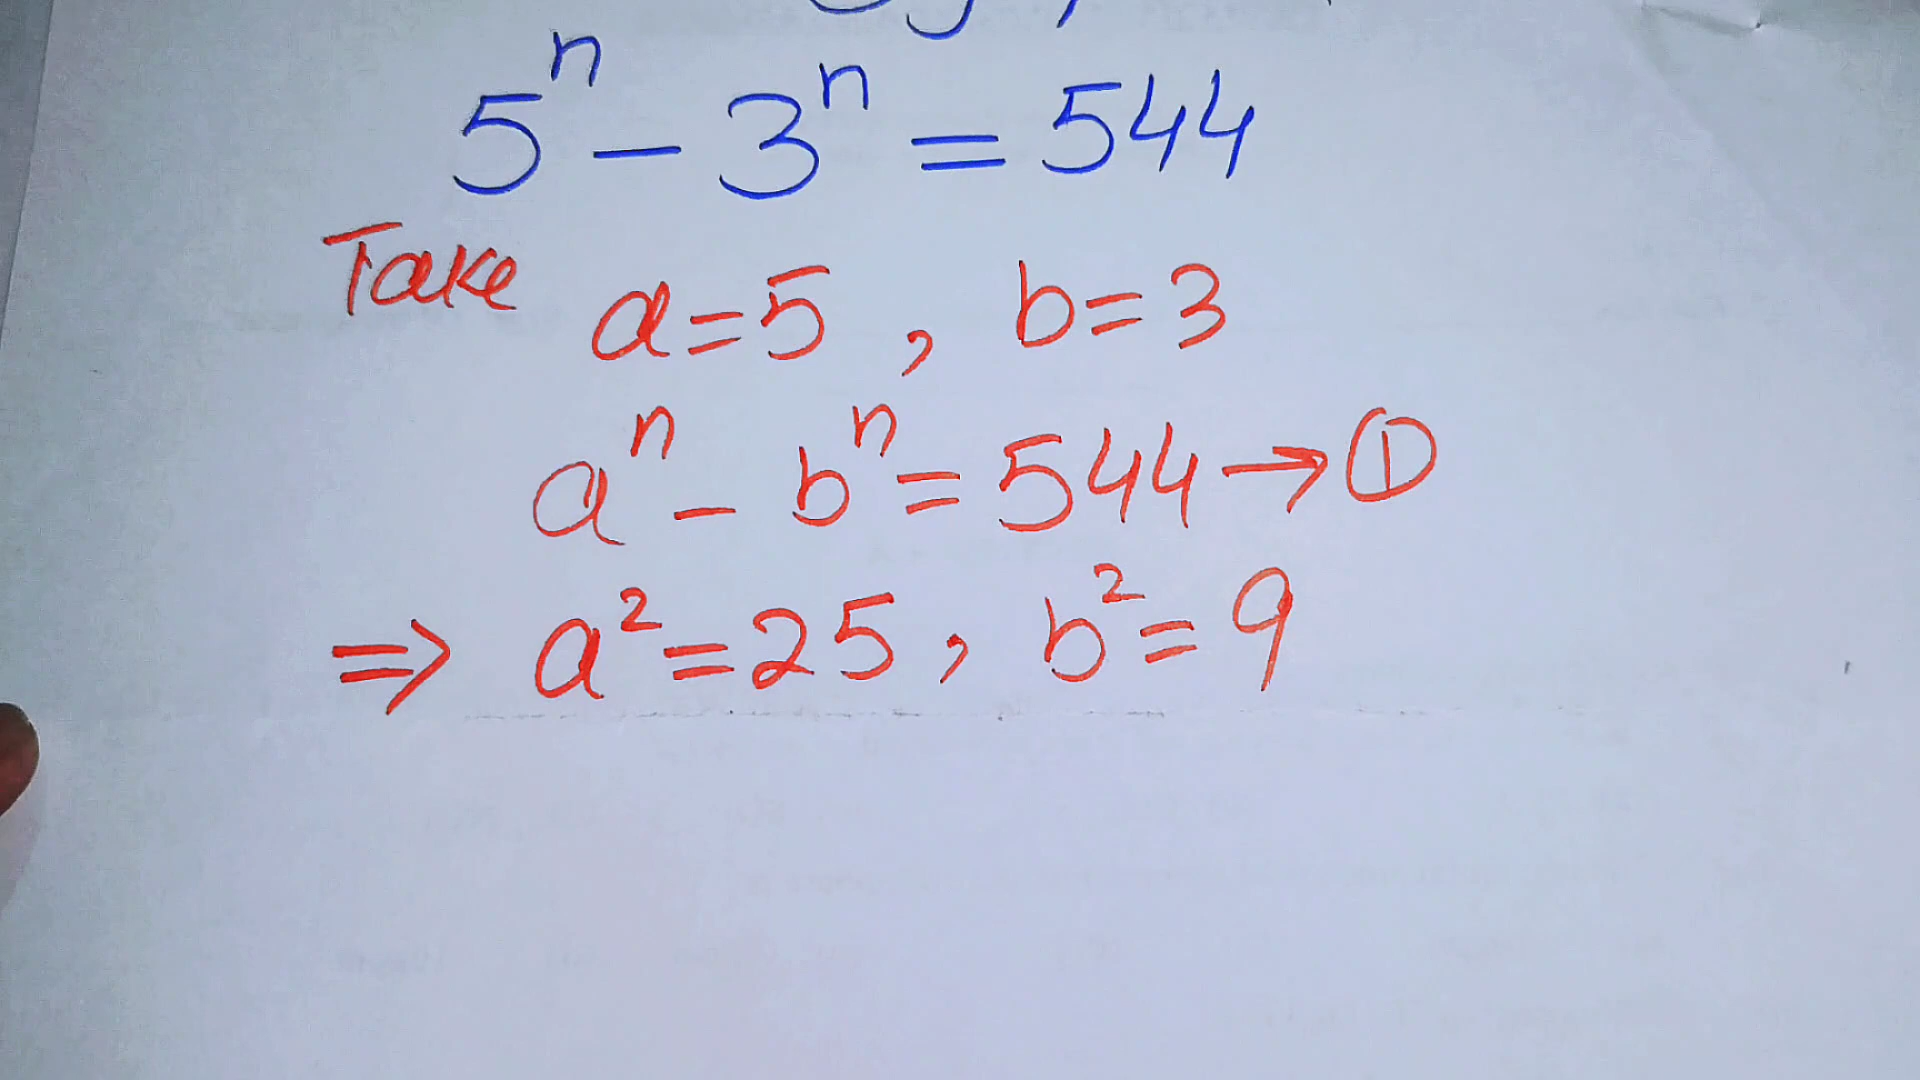 5ⁿ - 3ⁿ = 544
Take a = 5 , b = 3
aⁿ - bⁿ = 544 → ①
⇒ a² = 25 , b² = 9